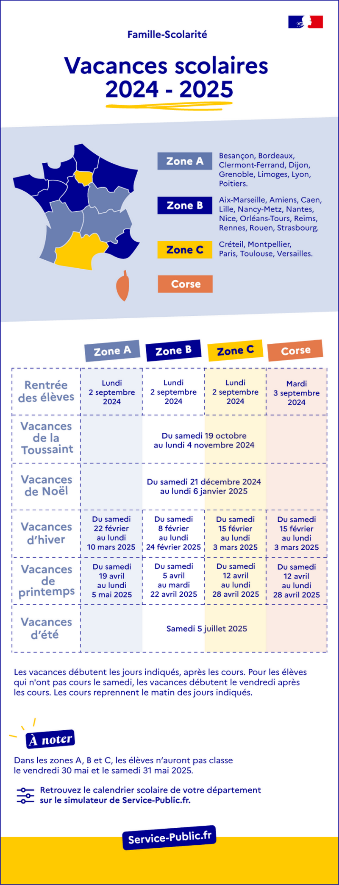 Famille-Scolarité
Vacances scolaires
2024 - 2025
Zone A
Besançon, Bordeaux,
Clermont-Ferrand, Dijon,
Grenoble, Limoges, Lyon,
Poitiers.
Zone B
Aix-Marseille, Amiens, Caen,
Lille, Nancy-Metz, Nantes,
Nice, Orléans-Tours, Reims,
Rennes, Rouen, Strasbourg.
Zone C
Créteil, Montpellier,
Paris, Toulouse, Versailles.
Corse
Zone A Zone B Zone C Corse
Rentrée
des élèves
Lundi
2 septembre
2024
Lundi
2 septembre
2024
Lundi
2 septembre
2024
Mardi
3 septembre
2024
Vacances
de la
Toussaint
Du samedi 19 octobre
au lundi 4 novembre 2024
Vacances
de Noël
Du samedi 21 décembre 2024
au lundi 6 janvier 2025
Vacances
d'hiver
Du samedi
22 février
au lundi
10 mars 2025
Du samedi
8 février
au lundi
24 février 2025
Du samedi
15 février
au lundi
3 mars 2025
Du samedi
15 février
au lundi
3 mars 2025
Vacances
de
printemps
Du samedi
19 avril
au lundi
5 mai 2025
Du samedi
5 avril
au mardi
22 avril 2025
Du samedi
12 avril
au lundi
28 avril 2025
Du samedi
12 avril
au lundi
28 avril 2025
Vacances
d'été
Samedi 5 juillet 2025
Les vacances débutent les jours indiqués, après les cours. Pour les élèves
qui n'ont pas cours le samedi, les vacances débutent le vendredi après
les cours. Les cours reprennent le matin des jours indiqués.
À noter
Dans les zones A, B et C, les élèves n'auront pas classe
le vendredi 30 mai et le samedi 31 mai 2025.
Retrouvez le calendrier scolaire de votre département
sur le simulateur de Service-Public.fr.
Service-Public.fr